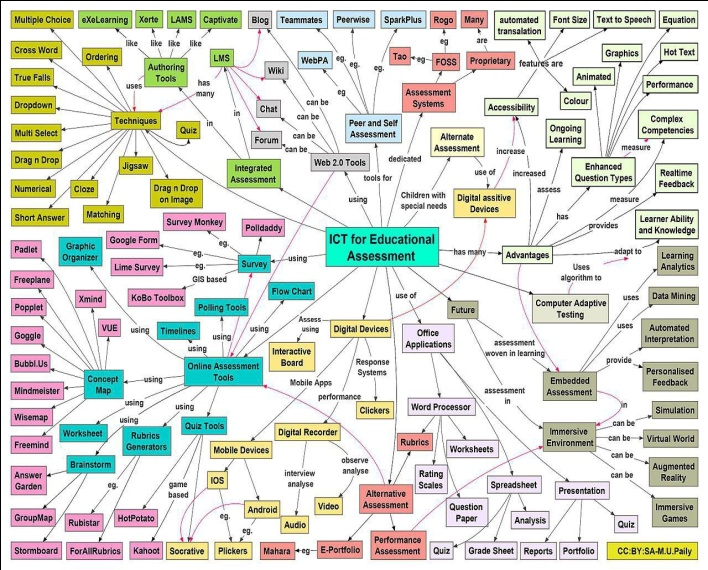 Multiple Choice
eXeLearning
Xerte
LAMS
Captivate
Blog
Teammates
Peerwise
SparkPlus
Rogo
Many
automated
transalation
Font Size
Text to Speech
Equation
like
like
like
like
eg.
eg.
eg.
eg
are
Cross Word
Ordering
Authoring
Tools
LMS
Wiki
WebPA
Tao
eg
FOSS
Proprietary
features are
Graphics
Hot Text
True Falls
uses
has
many
can be
eg.
Assessment
Systems
Colour
Animated
Performance
Dropdown
Techniques
in
in
Chat
can be
Peer and Self
Assessment
Accessibility
Complex
Competencies
Multi Select
Quiz
Forum
can be
can be
Alternate
Assessment
increase
Ongoing
Learning
measure
Drag n Drop
Jigsaw
Web 2.0 Tools
dedicated
increased
Enhanced
Question Types
Realtime
Feedback
Numerical
Cloze
Drag n Drop
on Image
Integrated
Assessment
tools for
use of
assess
measure
Short Answer
Matching
using
Children with
special needs
Digital assitive
Devices
has
provides
Learner Ability
and Knowledge
Survey Monkey
Polldaddy
ICT for Educational
Assessment
has many
Advantages
adapt to
Padlet
Graphic
Organizer
Google Form
eg.
eg.
Survey
using
Learning
Analytics
Freeplane
Lime Survey
eg.
GIS based
Uses
algorithm to
Popplet
Xmind
KoBo Toolbox
Flow Chart
use of
Future
Computer Adaptive
Testing
uses
Data Mining
Goggle
VUE
using
Polling Tools
using
Assess
using
Digital Devices
Office
Applications
assessment
woven in learning
uses
Automated
Interpretation
Bubbl.Us
Timelines
using
using
Interactive
Board
Response
Systems
provide
Personalised
Feedback
Mindmeister
Concept
Map
using
Online Assessment
Tools
Mobile Apps
assessment
in
Embedded
Assessment
Wisemap
using
performance
Clickers
Word Processor
in
Simulation
Freemind
Worksheet
using
using
Quiz Tools
Digital Recorder
Rubrics
Worksheets
Immersive
Environment
can be
can be
Virtual World
Brainstorm
Rubrics
Generators
Mobile Devices
observe
analyse
Rating
Scales
Spreadsheet
Presentation
can be
can be
Augmented
Reality
Answer
Garden
game
based
IOS
interview
analyse
Alternative
Assessment
Question
Paper
Immersive
Games
GroupMap
eg.
Rubistar
HotPotato
Android
Audio
Video
Performance
Assessment
Analysis
Quiz
Stormboard
ForAllRubrics
Kahoot
Socrative
eg.
eg.
Plickers
Mahara
eg.
E-Portfolio
Quiz
Grade Sheet
Reports
Portfolio
CC:BY:SA-M.U.Paily